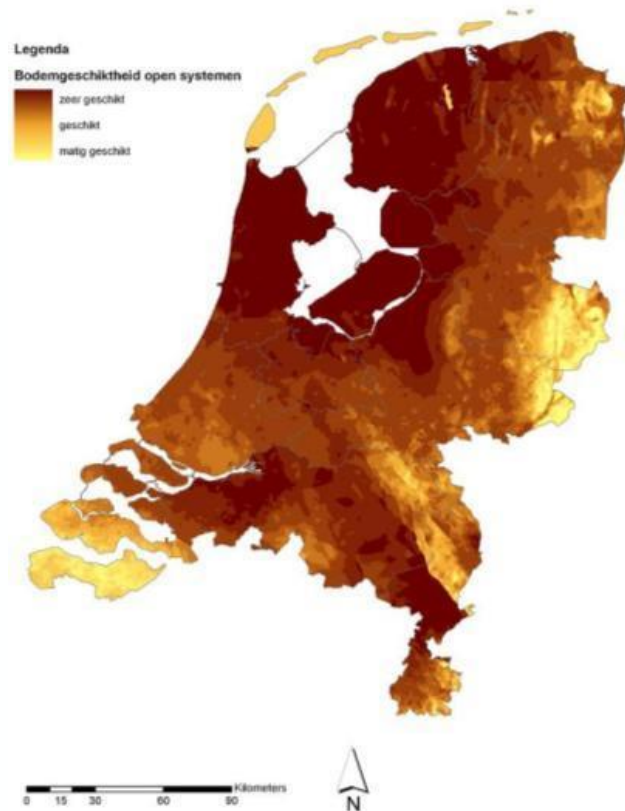 Legenda
Bodemgeschiktheid open systemen
zeer geschikt
geschikt
matig geschikt
Kilometers
0 15 30 60 90
N